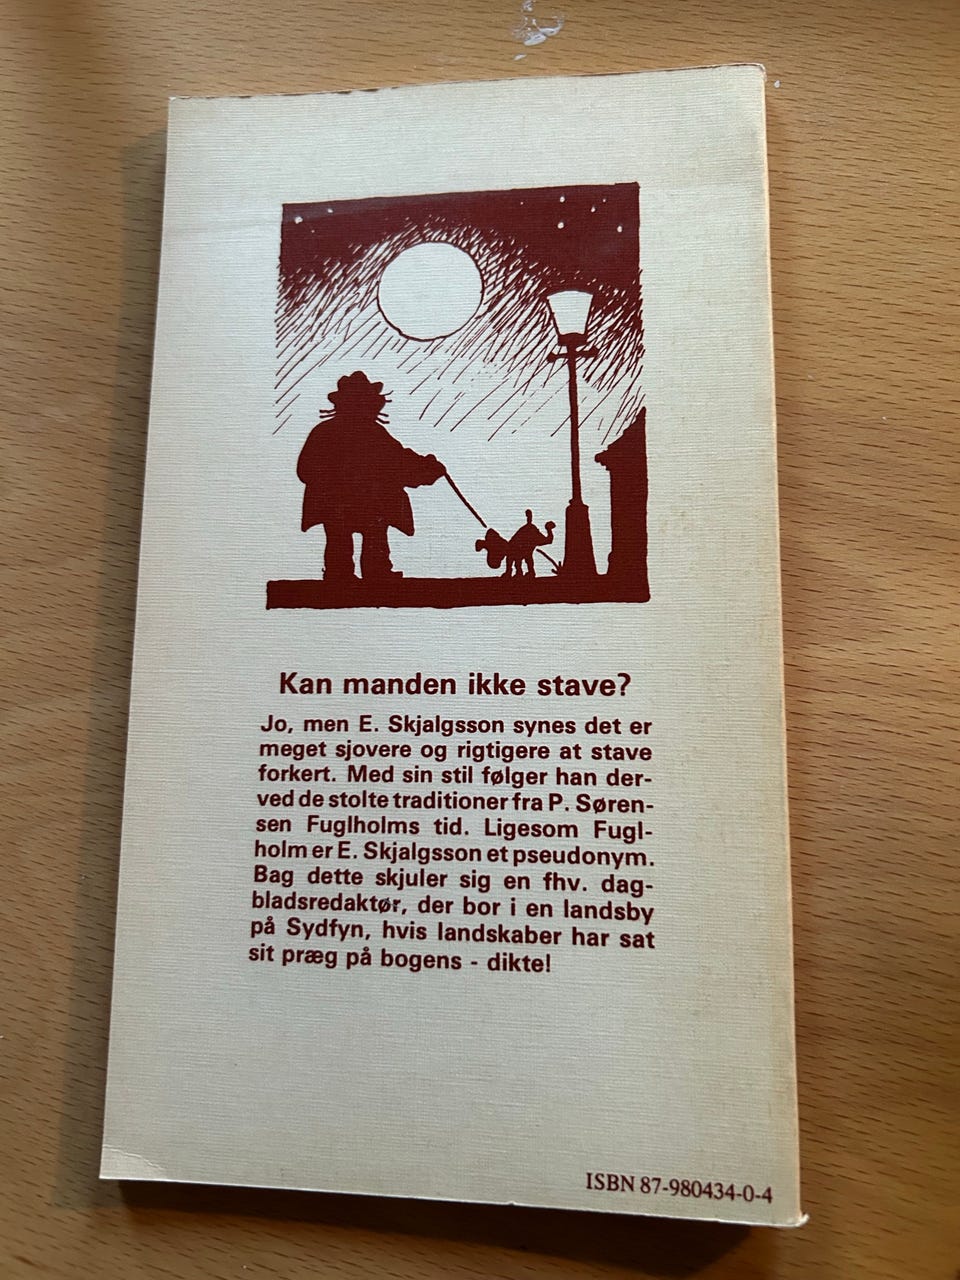 Kan manden ikke stave?
Jo, men E. Skjalgsson synes det er
meget sjovere og rigtigere at stave
forkert. Med sin stil følger han der-
ved de stolte traditioner fra P. Søren-
sen Fuglholms tid. Ligesom Fugl-
holm er E. Skjalgsson et pseudonym.
Bag dette skjuler sig en fhv. dag-
bladsredaktør, der bor i en landsby
på Sydfyn, hvis landskaber har sat
sit præg på bogens - dikte!
ISBN 87-980434-0-4